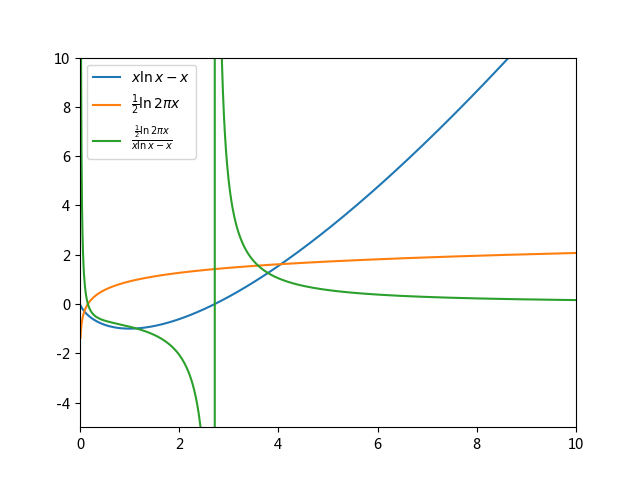 10
8
6
4
2
0
-2
-4
0 2 4 6 8 10
x ln x − x
½ ln 2πx
½ ln 2πx / x ln x − x